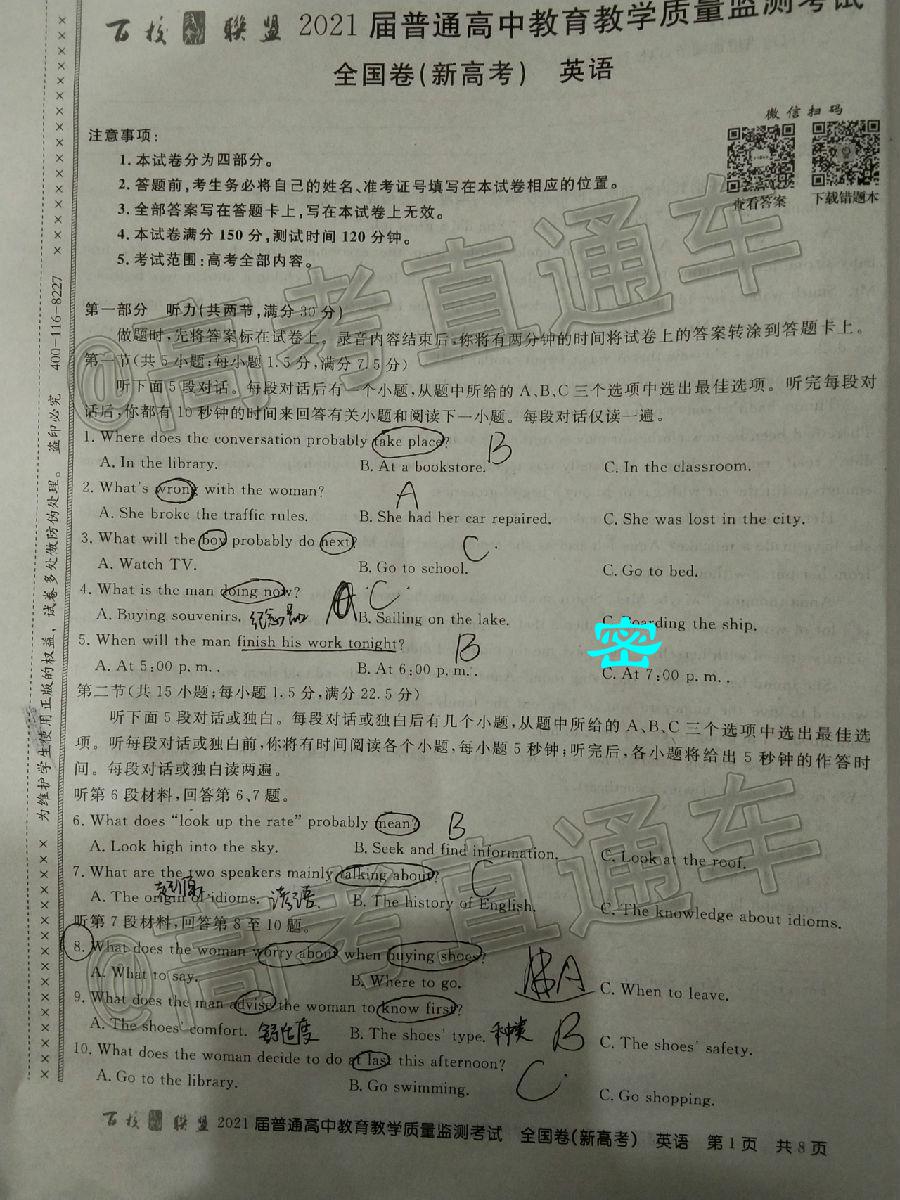 百校联盟 2021届普通高中教育教学质量监测考试
全国卷(新高考) 英语
微信扫码
查看答案 下载错题本
注意事项:
1.本试卷分为四部分。
2.答题前,考生务必将自己的姓名、准考证号填写在本试卷相应的位置。
3.全部答案写在答题卡上,写在本试卷上无效。
4.本试卷满分150分,测试时间120分钟。
5.考试范围:高考全部内容。
第一部分 听力(共两节,满分30分)
做题时,先将答案标在试卷上。录音内容结束后,你将有两分钟的时间将试卷上的答案转涂到答题卡上。
第一节(共5小题;每小题1.5分,满分7.5分)
听下面5段对话。每段对话后有一个小题,从题中所给的A、B、C三个选项中选出最佳选项。听完每段对
话后,你都有10秒钟的时间来回答有关小题和阅读下一小题。每段对话仅读一遍。
1. Where does the conversation probably take place? B
A. In the library. B. At a bookstore. C. In the classroom.
2. What's wrong with the woman? A
A. She broke the traffic rules. B. She had her car repaired. C. She was lost in the city.
3. What will the boy probably do next? C
A. Watch TV. B. Go to school. C. Go to bed.
4. What is the man doing now? C
A. Buying souvenirs. 纪念品 B. Sailing on the lake. C. Boarding the ship.
5. When will the man finish his work tonight? B
A. At 5:00 p.m.. B. At 6:00 p.m.. C. At 7:00 p.m..
密
第二节(共15小题;每小题1.5分,满分22.5分)
听下面5段对话或独白。每段对话或独白后有几个小题,从题中所给的A、B、C三个选项中选出最佳选
项。听每段对话或独白前,你将有时间阅读各个小题,每小题5秒钟;听完后,各小题将给出5秒钟的作答时
间。每段对话或独白读两遍。
听第6段材料,回答第6、7题。
6. What does "look up the rate" probably mean? B
A. Look high into the sky. B. Seek and find information. C. Look at the roof.
7. What are the two speakers mainly talking about? C
A. The origin of idioms. B. The history of English. C. The knowledge about idioms.
听第7段材料,回答第8至10题。
8. What does the woman worry about when buying shoes? A
A. What to say. B. Where to go. C. When to leave.
9. What does the man advise the woman to know first? B
A. The shoes' comfort. 舒适度 B. The shoes' type. 种类 C. The shoes' safety.
10. What does the woman decide to do at last this afternoon? C
A. Go to the library. B. Go swimming. C. Go shopping.
百校联盟 2021届普通高中教育教学质量监测考试 全国卷(新高考) 英语 第1页 共8页
为维护学生使用正版的权益,试卷多处做防伪处理。盗印必究 400-116-8227
@高考直通车
@高考直通车